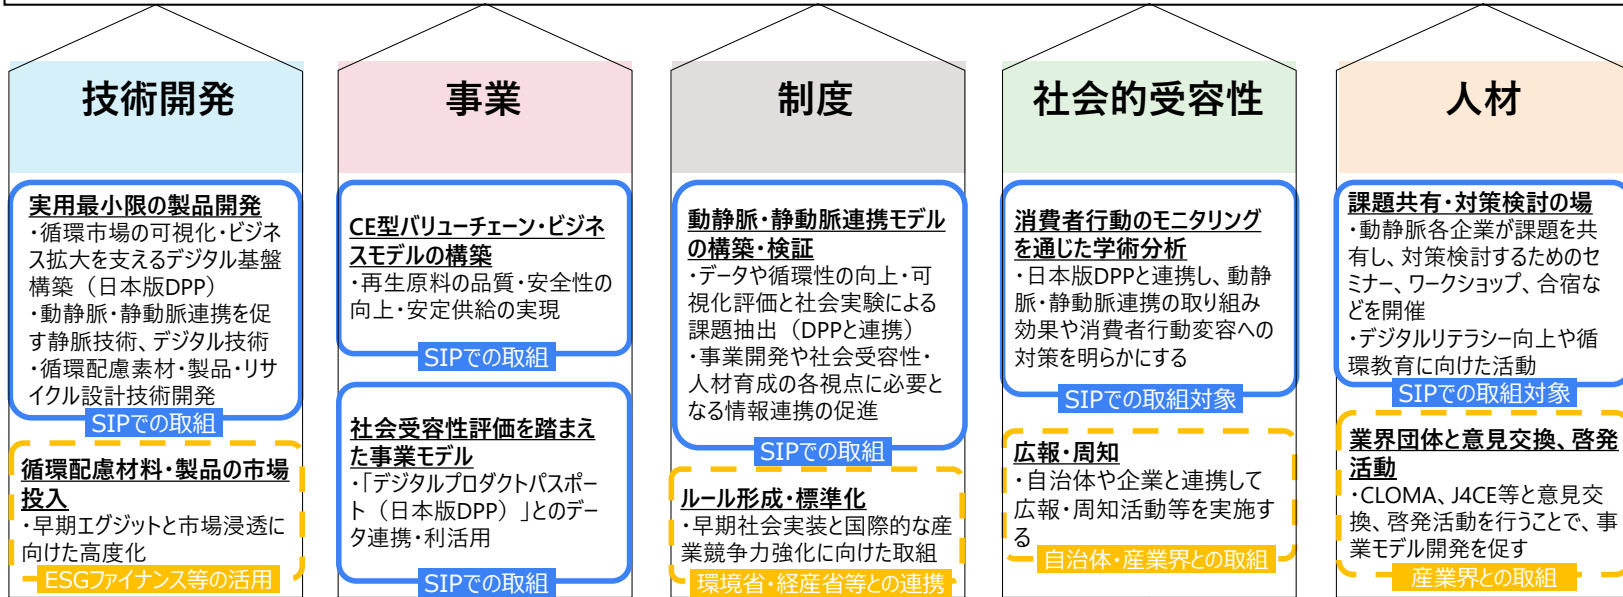 技術開発
実用最小限の製品開発
・循環市場の可視化・ビジネ
ス拡大を支えるデジタル基盤
構築（日本版DPP）
・動静脈・静動脈連携を促
す静脈技術、デジタル技術
・循環配慮素材・製品・リサ
イクル設計技術開発
SIPでの取組
循環配慮材料・製品の市場
投入
・早期エグジットと市場浸透に
向けた高度化
ESGファイナンス等の活用
事業
CE型バリューチェーン・ビジネ
スモデルの構築
・再生原料の品質・安全性の
向上・安定供給の実現
SIPでの取組
社会受容性評価を踏まえ
た事業モデル
・「デジタルプロダクトパスポー
ト（日本版DPP）」とのデー
タ連携・利活用
SIPでの取組
制度
動静脈・静動脈連携モデル
の構築・検証
・データや循環性の向上・可
視化評価と社会実験による
課題抽出（DPPと連携）
・事業開発や社会受容性・
人材育成の各視点に必要と
なる情報連携の促進
SIPでの取組
ルール形成・標準化
・早期社会実装と国際的な産
業競争力強化に向けた取組
環境省・経産省等との連携
社会的受容性
消費者行動のモニタリング
を通じた学術分析
・日本版DPPと連携し、動静
脈・静動脈連携の取り組み
効果や消費者行動変容への
対策を明らかにする
SIPでの取組対象
広報・周知
・自治体や企業と連携して
広報・周知活動等を実施す
る
自治体・産業界との取組
人材
課題共有・対策検討の場
・動静脈各企業が課題を共
有し、対策検討するためのセ
ミナー、ワークショップ、合宿な
どを開催
・デジタルリテラシー向上や循
環教育に向けた活動
SIPでの取組対象
業界団体と意見交換、啓発
活動
・CLOMA、J4CE等と意見交
換、啓発活動を行うことで、事
業モデル開発を促す
産業界との取組